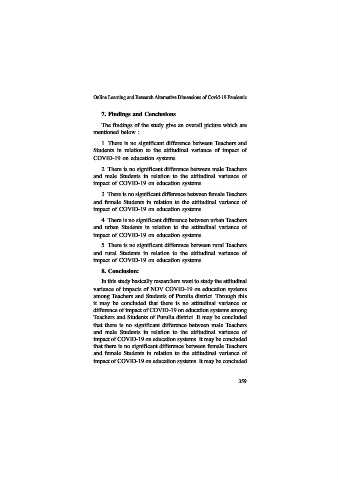 Online Learning and Research Alternative Dimensions of Covid-19 Pandemic
7. Findings and Conclusions
The findings of the study give an overall picture which are
mentioned below :
1 There is no significant difference between Teachers and
Students in relation to the attitudinal variance of impact of
COVID-19 on education systems
2 There is no significant difference between male Teachers
and male Students in relation to the attitudinal variance of
impact of COVID-19 on education systems
3 There is no significant difference between female Teachers
and female Students in relation to the attitudinal variance of
impact of COVID-19 on education systems
4 There is no significant difference between urban Teachers
and urban Students in relation to the attitudinal variance of
impact of COVID-19 on education systems
5 There is no significant difference between rural Teachers
and rural Students in relation to the attitudinal variance of
impact of COVID-19 on education systems
8. Conclusion:
In this study basically researchers want to study the attitudinal
variance of impacts of NOV COVID-19 on education systems
among Teachers and Students of Purulia district Through this
it may be concluded that there is no attitudinal variance or
difference of impact of COVID-19 on education systems among
Teachers and Students of Purulia district It may be concluded
that there is no significant difference between male Teachers
and male Students in relation to the attitudinal variance of
impact of COVID-19 on education systems It may be concluded
that there is no significant difference between female Teachers
and female Students in relation to the attitudinal variance of
impact of COVID-19 on education systems It may be concluded
159